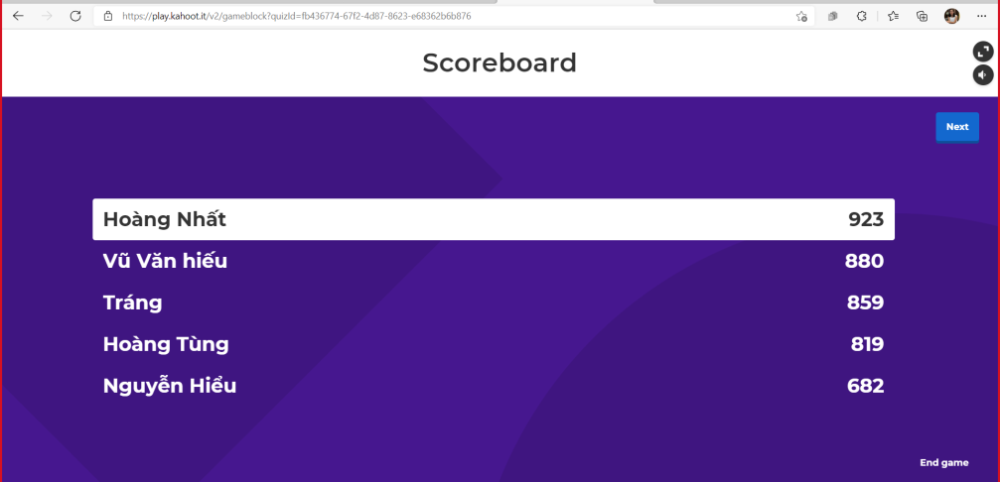 https://play.kahoot.it/v2/gameblock?quizId=fb436774-67f2-4d87-8623-e68362b6b876
Scoreboard
Next
Hoàng Nhất 923
Vũ Văn hiếu 880
Tráng 859
Hoàng Tùng 819
Nguyễn Hiểu 682
End game